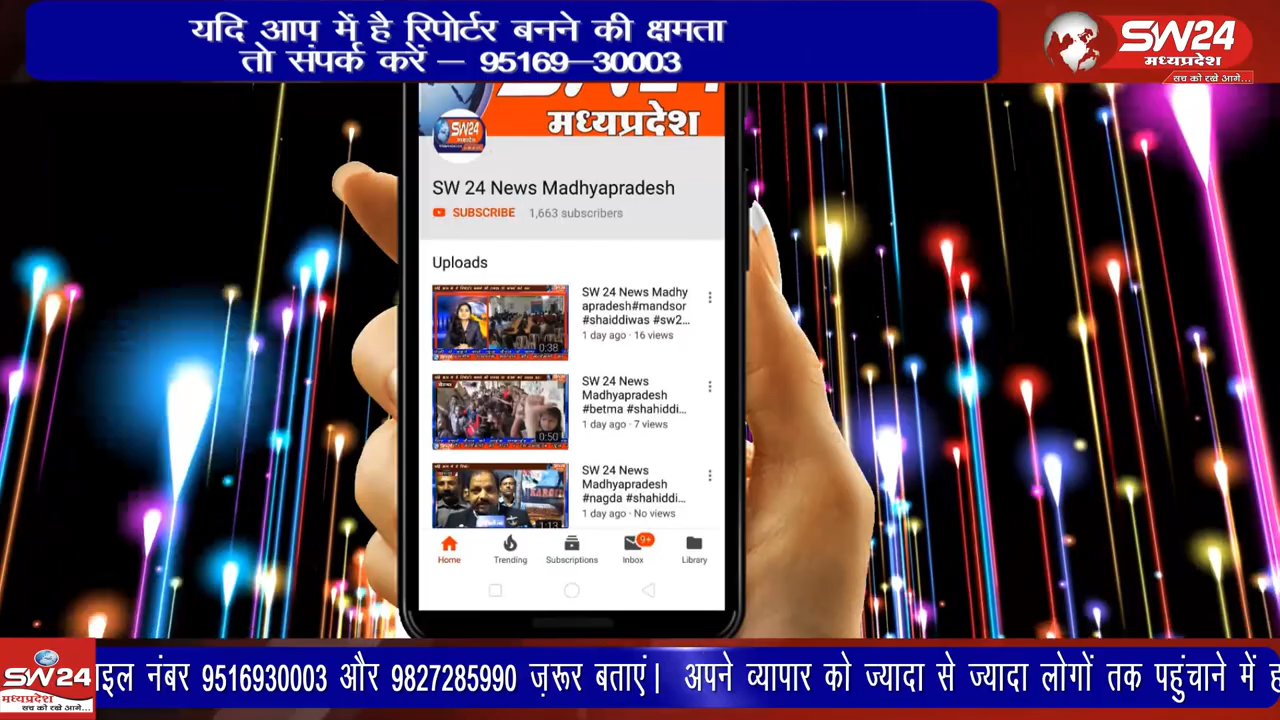 यदि आप में है रिपोर्टर बनने की क्षमता
तो संपर्क करें – 95169–30003
SW24
मध्यप्रदेश
सच को रखे आगे...
मध्यप्रदेश
SW24
SW 24 News Madhyapradesh
SUBSCRIBE 1,663 subscribers
Uploads
SW 24 News Madhy
apradesh#mandsor
#shaiddiwas #sw2...
1 day ago · 16 views
0:38
SW 24 News
Madhyapradesh
#betma #shahiddi...
1 day ago · 7 views
0:50
SW 24 News
Madhyapradesh
#nagda #shahiddi...
1 day ago · No views
1:13
9+
Home Trending Subscriptions Inbox Library
SW24
मध्यप्रदेश
सच को रखे आगे...
ाइल नंबर 9516930003 और 9827285990 ज़रूर बताएं। अपने व्यापार को ज्यादा से ज्यादा लोगों तक पहुंचाने में ह